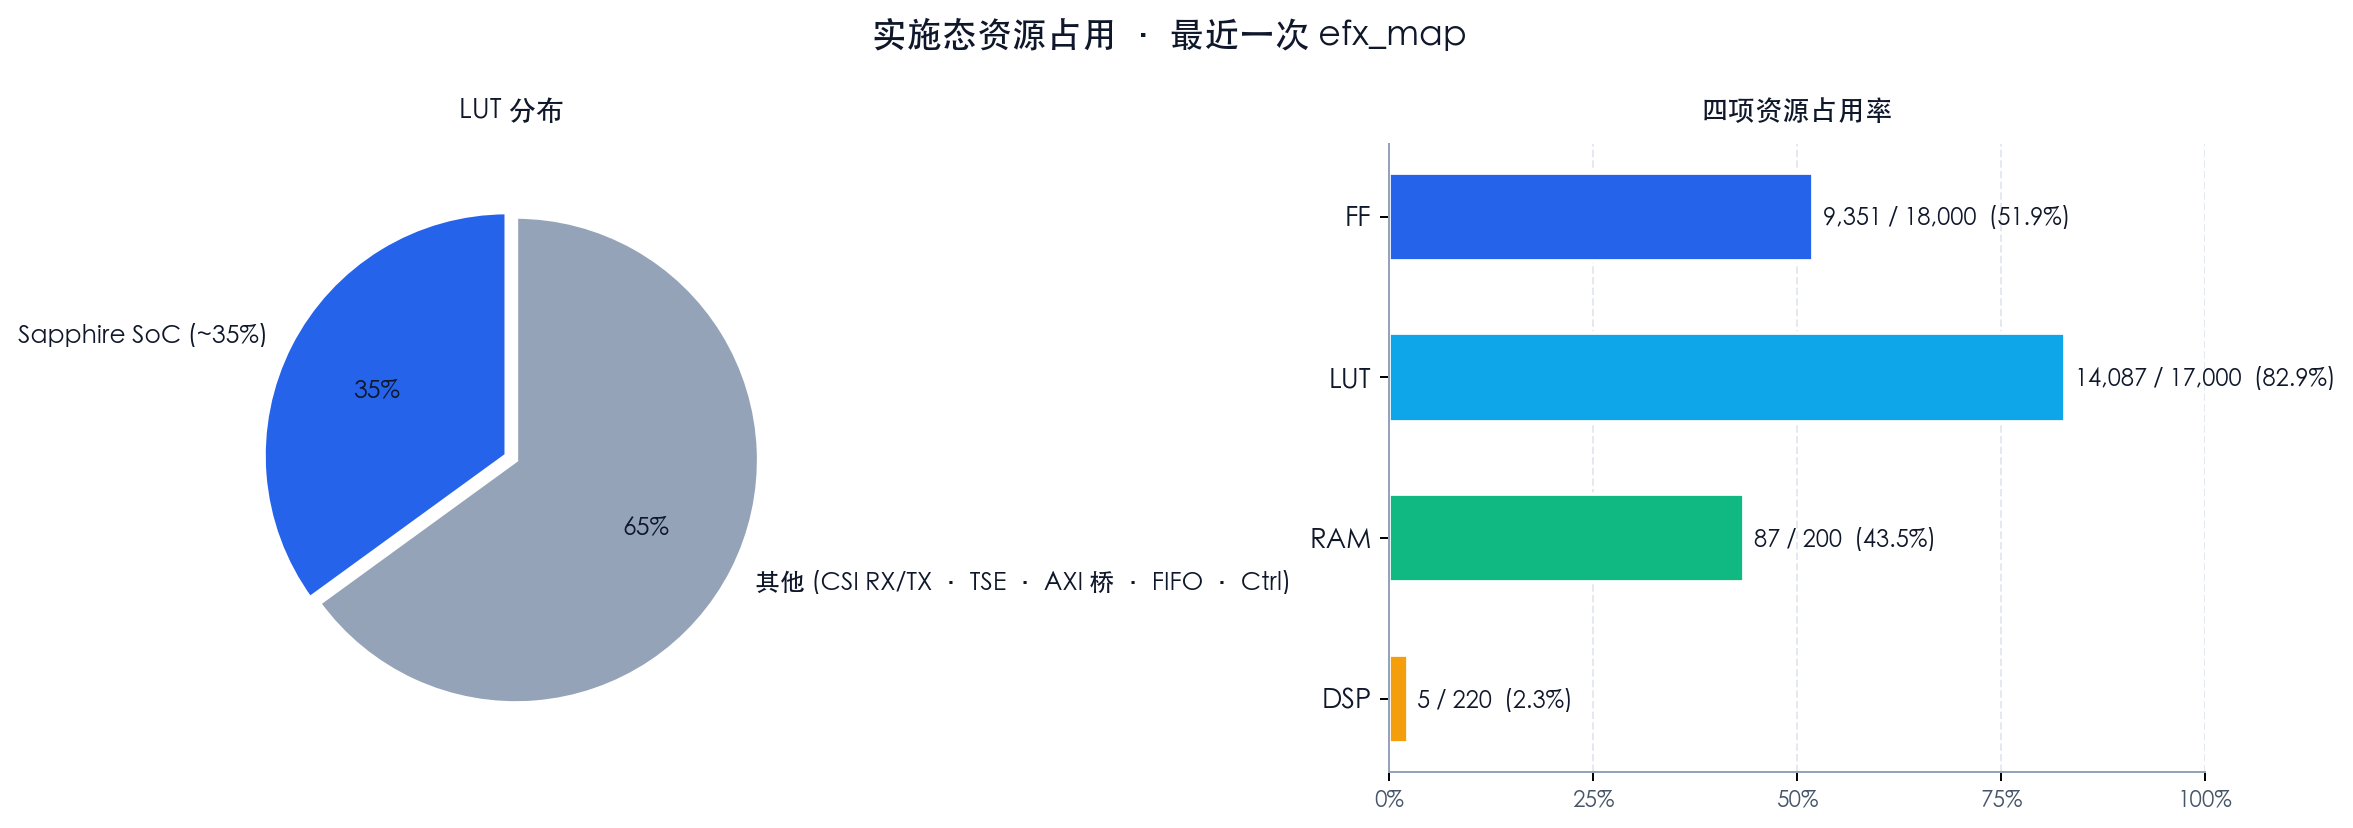 实施态资源占用 · 最近一次 efx_map
LUT 分布
Sapphire SoC (~35%)
35%
65%
其他 (CSI RX/TX · TSE · AXI 桥 · FIFO · Ctrl)
四项资源占用率
FF 9,351 / 18,000 (51.9%)
LUT 14,087 / 17,000 (82.9%)
RAM 87 / 200 (43.5%)
DSP 5 / 220 (2.3%)
0% 25% 50% 75% 100%